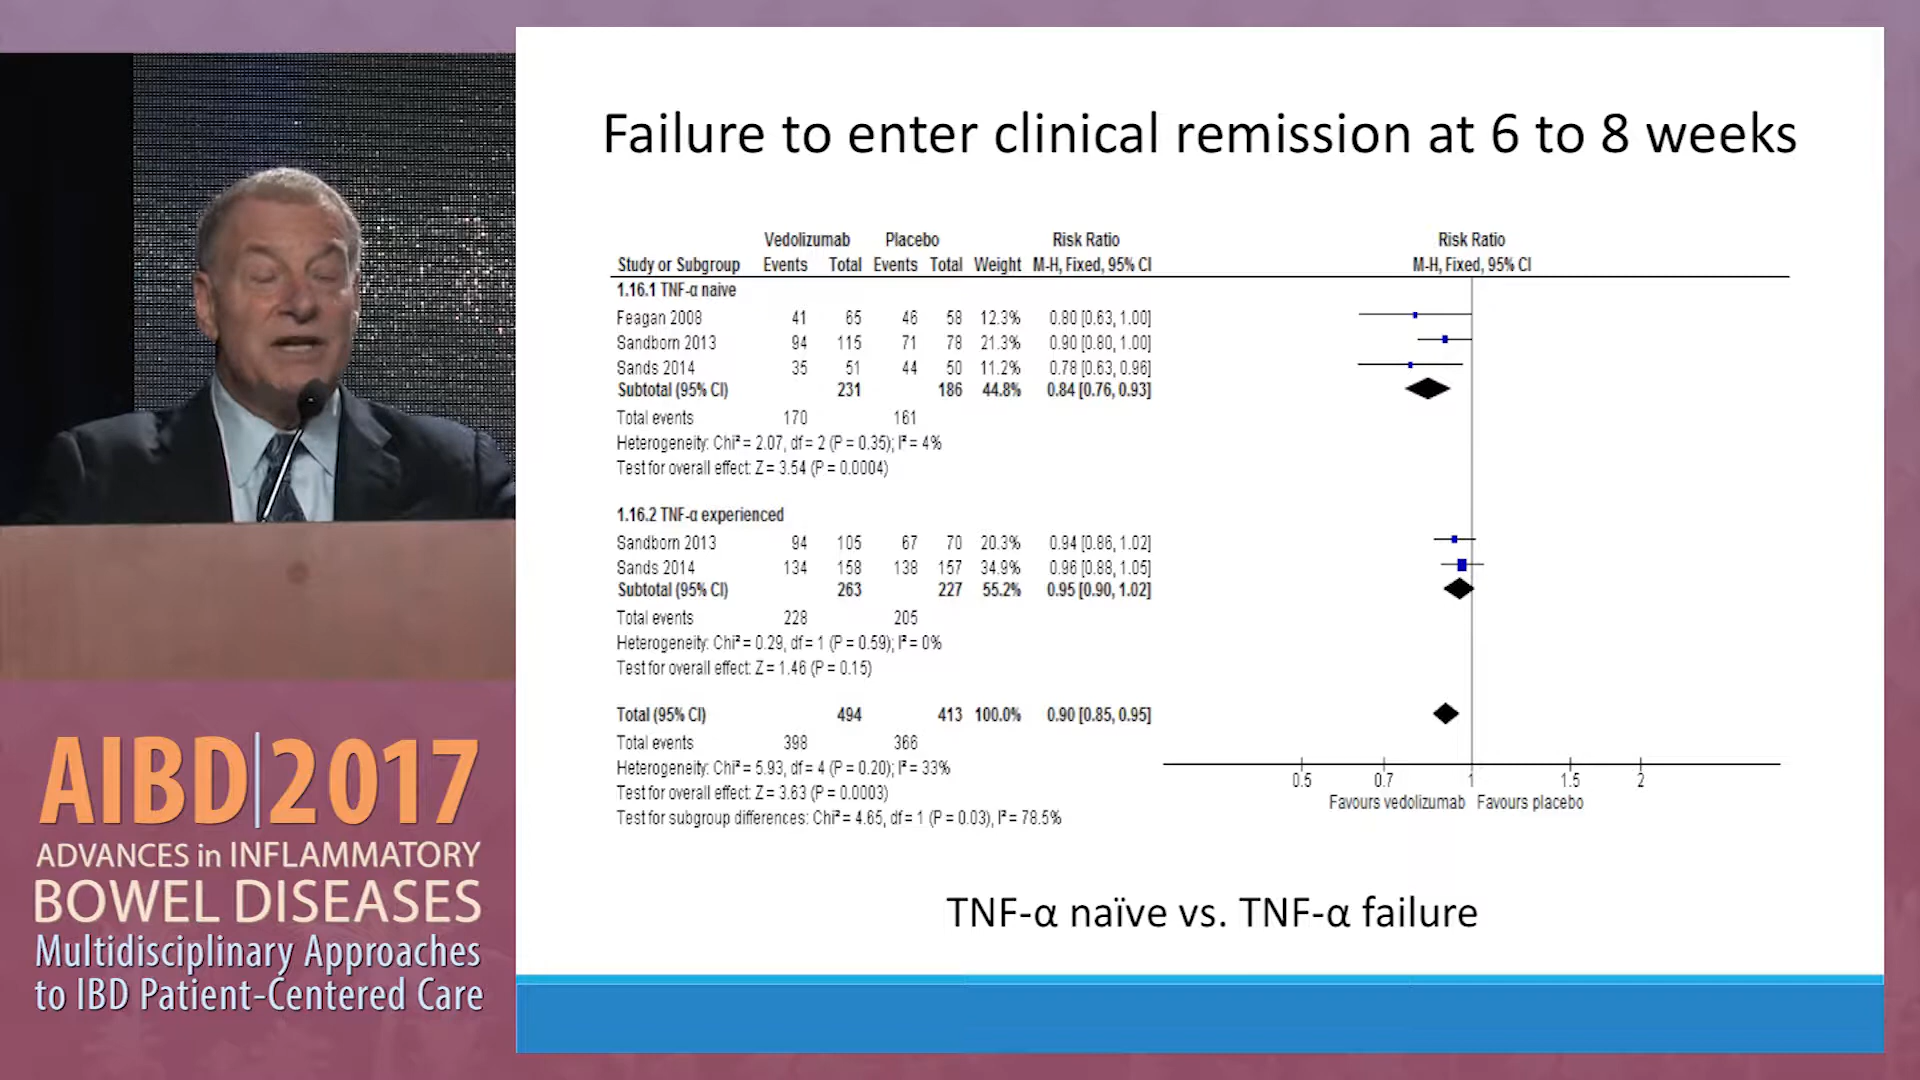 Failure to enter clinical remission at 6 to 8 weeks
Vedolizumab Placebo Risk Ratio Risk Ratio
Study or Subgroup Events Total Events Total Weight M-H, Fixed, 95% CI M-H, Fixed, 95% CI
1.16.1 TNF-α naive
Feagan 2008 41 65 46 58 12.3% 0.80 [0.63, 1.00]
Sandborn 2013 94 115 71 78 21.3% 0.90 [0.80, 1.00]
Sands 2014 35 51 44 50 11.2% 0.78 [0.63, 0.96]
Subtotal (95% CI) 231 186 44.8% 0.84 [0.76, 0.93]
Total events 170 161
Heterogeneity: Chi² = 2.07, df = 2 (P = 0.35); I² = 4%
Test for overall effect: Z = 3.54 (P = 0.0004)
1.16.2 TNF-α experienced
Sandborn 2013 94 105 67 70 20.3% 0.94 [0.86, 1.02]
Sands 2014 134 158 138 157 34.9% 0.96 [0.88, 1.05]
Subtotal (95% CI) 263 227 55.2% 0.95 [0.90, 1.02]
Total events 228 205
Heterogeneity: Chi² = 0.29, df = 1 (P = 0.59); I² = 0%
Test for overall effect: Z = 1.46 (P = 0.15)
Total (95% CI) 494 413 100.0% 0.90 [0.85, 0.95]
Total events 398 366
Heterogeneity: Chi² = 5.93, df = 4 (P = 0.20); I² = 33%
Test for overall effect: Z = 3.63 (P = 0.0003)
Test for subgroup differences: Chi² = 4.65, df = 1 (P = 0.03), I² = 78.5%
0.5 0.7 1 1.5 2
Favours vedolizumab Favours placebo
TNF-α naïve vs. TNF-α failure
AIBD|2017
ADVANCES in INFLAMMATORY
BOWEL DISEASES
Multidisciplinary Approaches
to IBD Patient-Centered Care